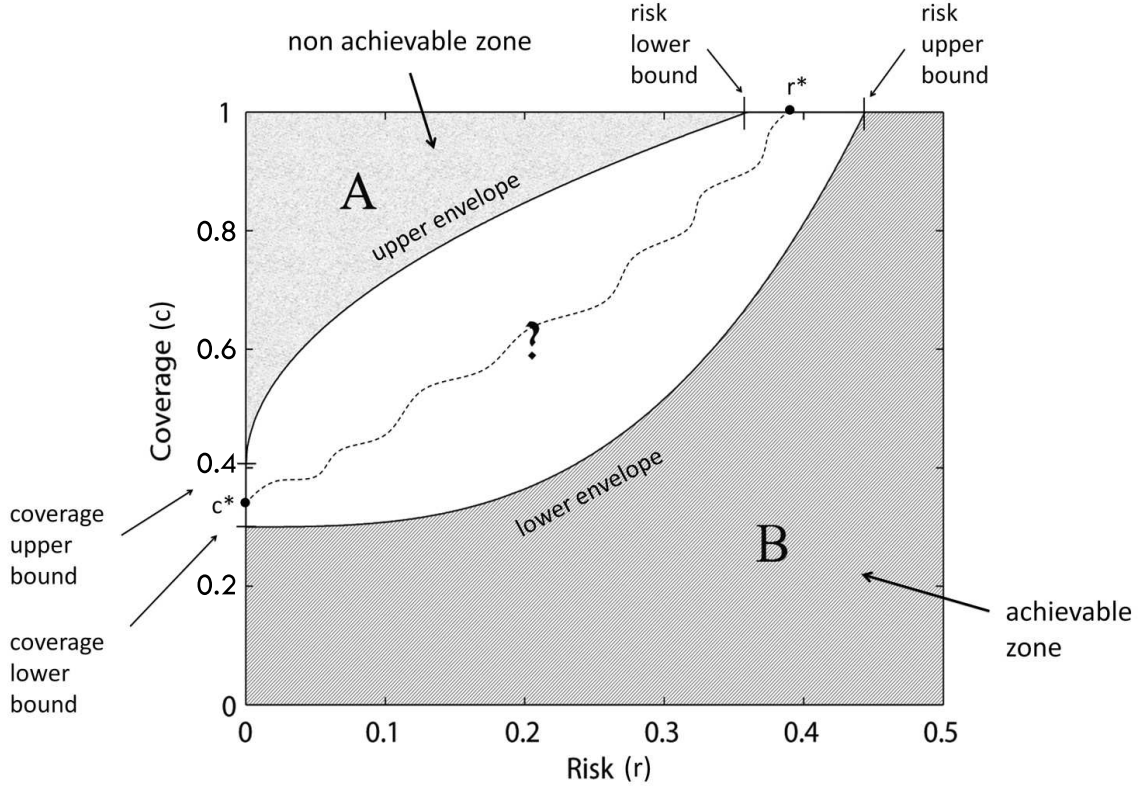 non achievable zone
risk
lower
bound
risk
upper
bound
r*
A
upper envelope
?
lower envelope
B
achievable
zone
c*
coverage
upper
bound
coverage
lower
bound
Coverage (c)
1
0.8
0.6
0.4
0.2
0
0
0.1
0.2
0.3
0.4
0.5
Risk (r)